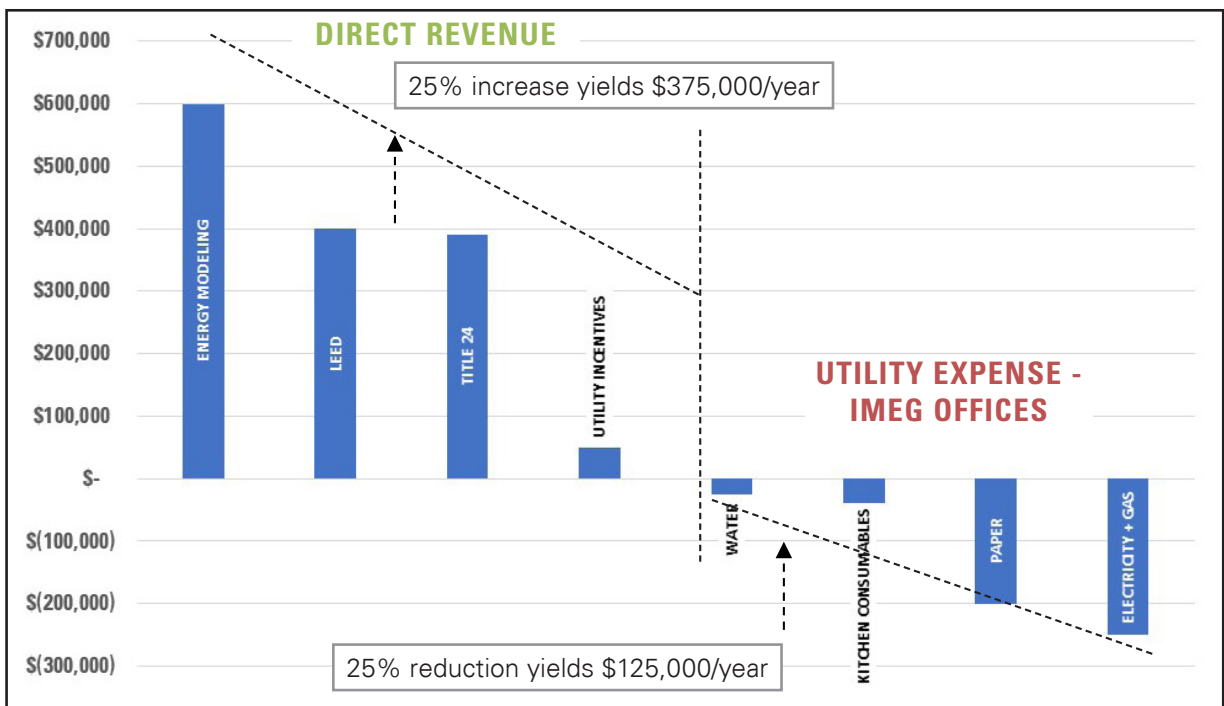 DIRECT REVENUE
25% increase yields $375,000/year
$700,000
$600,000
$500,000
$400,000
$300,000
$200,000
$100,000
$-
$(100,000)
$(200,000)
$(300,000)
ENERGY MODELING
LEED
TITLE 24
UTILITY INCENTIVES
UTILITY EXPENSE -
IMEG OFFICES
WATER
KITCHEN CONSUMABLES
PAPER
ELECTRICITY + GAS
25% reduction yields $125,000/year